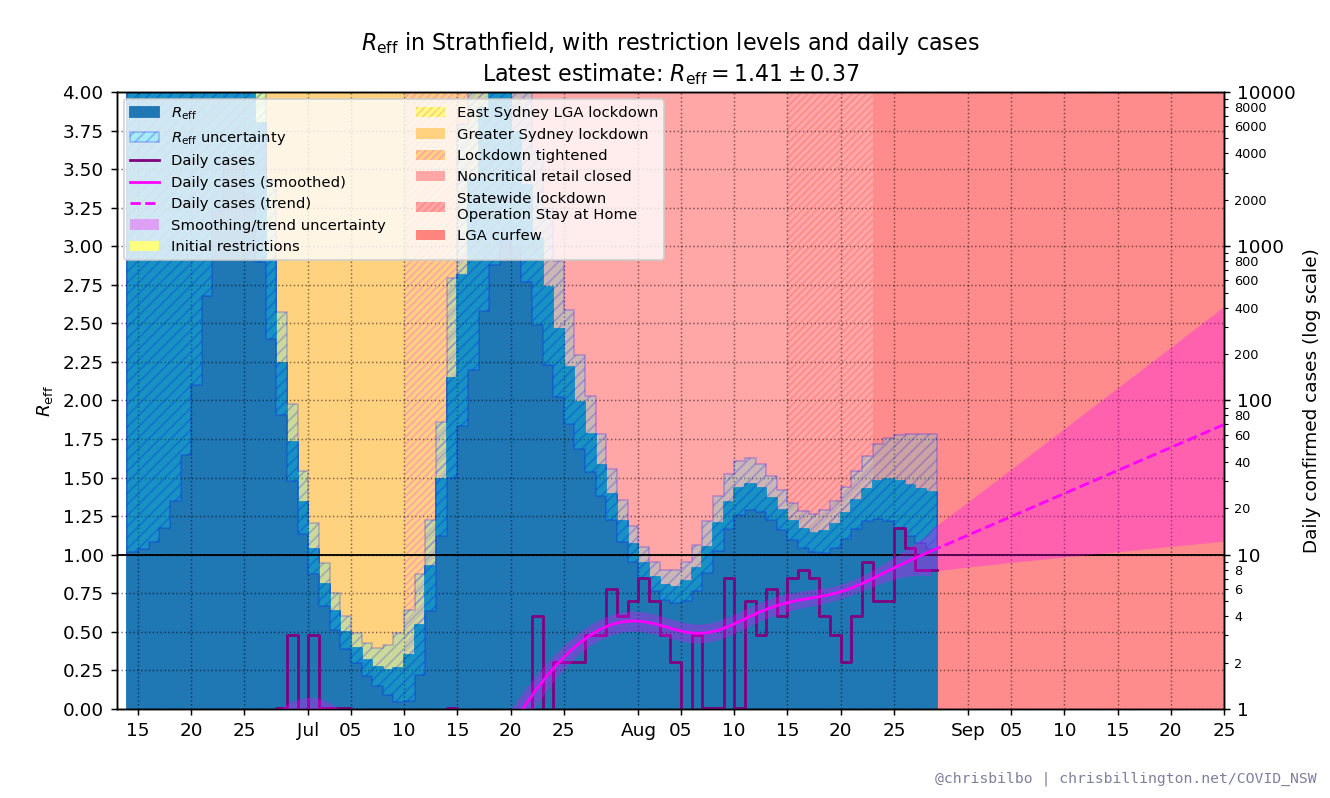 Reff in Strathfield, with restriction levels and daily cases
Latest estimate: Reff = 1.41 ± 0.37
4.00
3.75
3.50
3.25
3.00
2.75
2.50
2.25
2.00
1.75
1.50
1.25
1.00
0.75
0.50
0.25
0.00
Reff
Reff
Reff uncertainty
Daily cases
Daily cases (smoothed)
Daily cases (trend)
Smoothing/trend uncertainty
Initial restrictions
East Sydney LGA lockdown
Greater Sydney lockdown
Lockdown tightened
Noncritical retail closed
Statewide lockdown
Operation Stay at Home
LGA curfew
10000
8000
6000
4000
2000
1000
800
600
400
200
100
80
60
40
20
10
8
6
4
2
1
Daily confirmed cases (log scale)
15 20 25 Jul 05 10 15 20 25 Aug 05 10 15 20 25 Sep 05 10 15 20 25
@chrisbilbo | chrisbillington.net/COVID_NSW